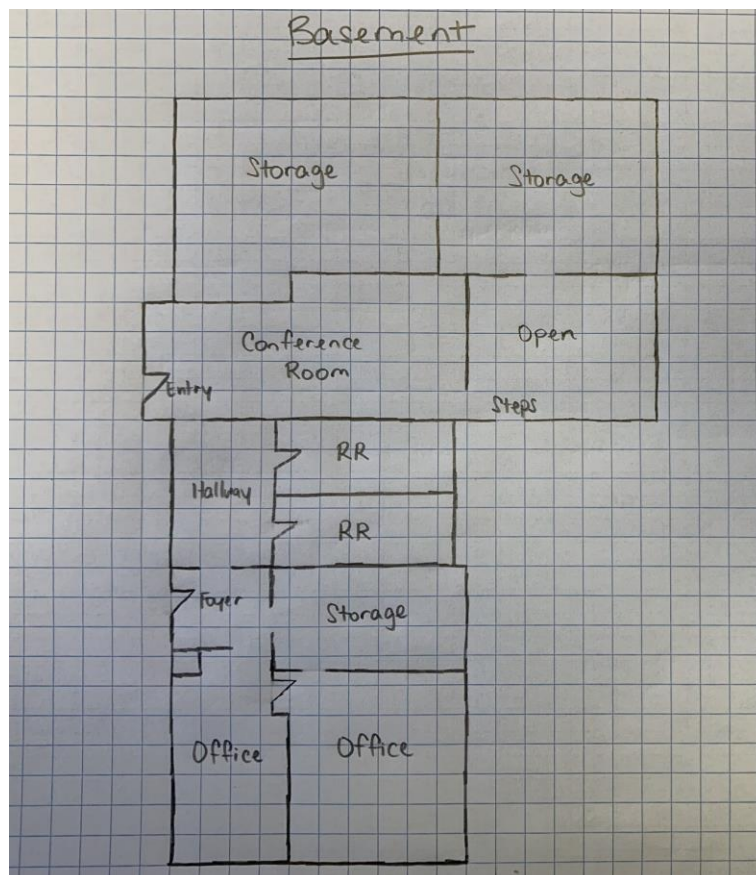 Basement
Storage
Storage
Conference
Room
Open
Entry
Steps
RR
Hallway
RR
Foyer
Storage
Office
Office